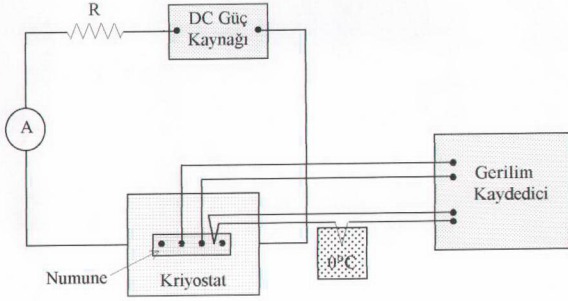 R
DC Güç
Kaynağı
A
Gerilim
Kaydedici
0°C
Numune
Kriyostat